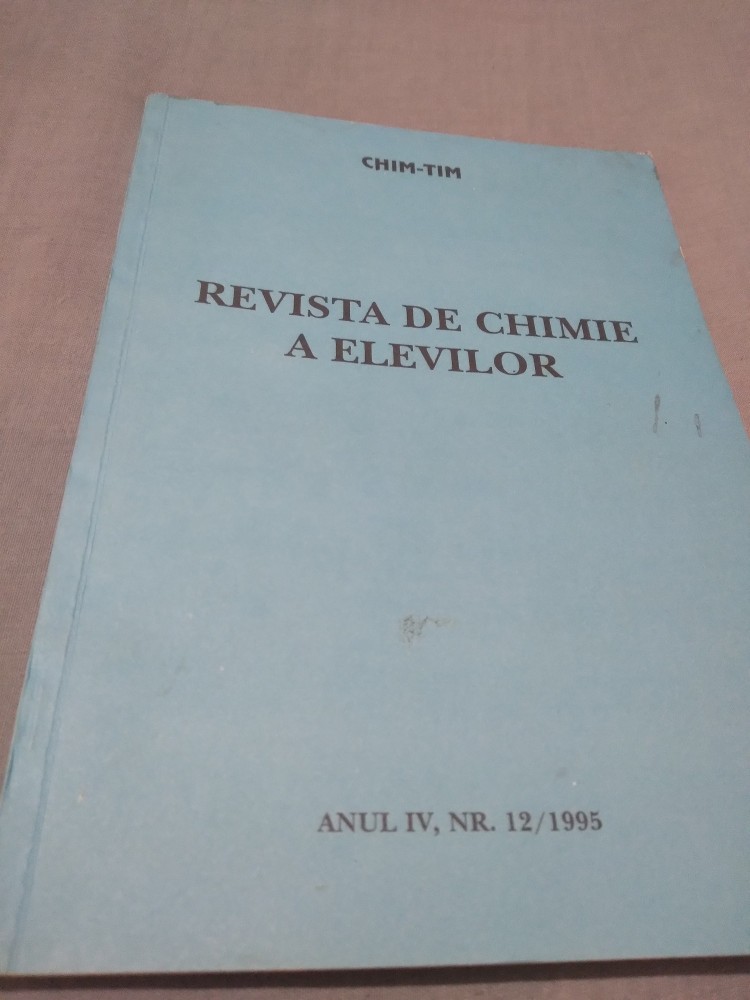 CHIM-TIM
REVISTA DE CHIMIE
A ELEVILOR
ANUL IV, NR. 12/1995